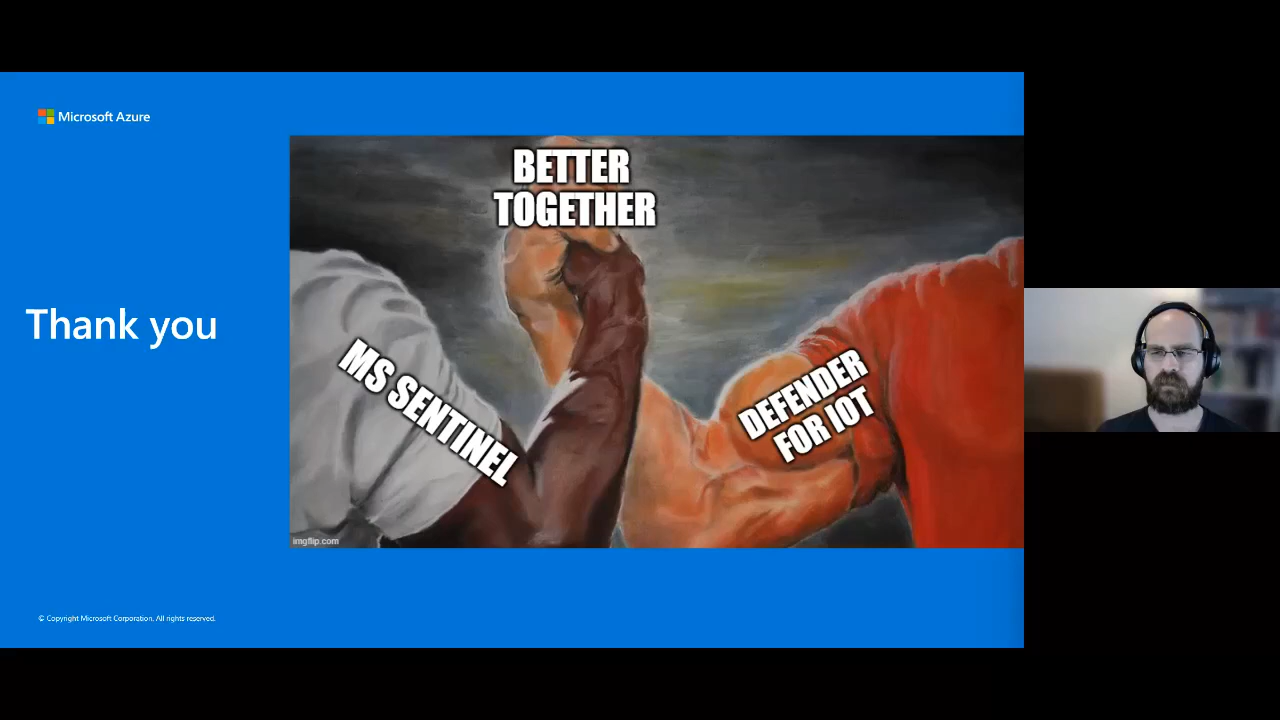 Microsoft Azure
BETTER
TOGETHER
Thank you
MS SENTINEL
DEFENDER
FOR IOT
imgflip.com
© Copyright Microsoft Corporation. All rights reserved.